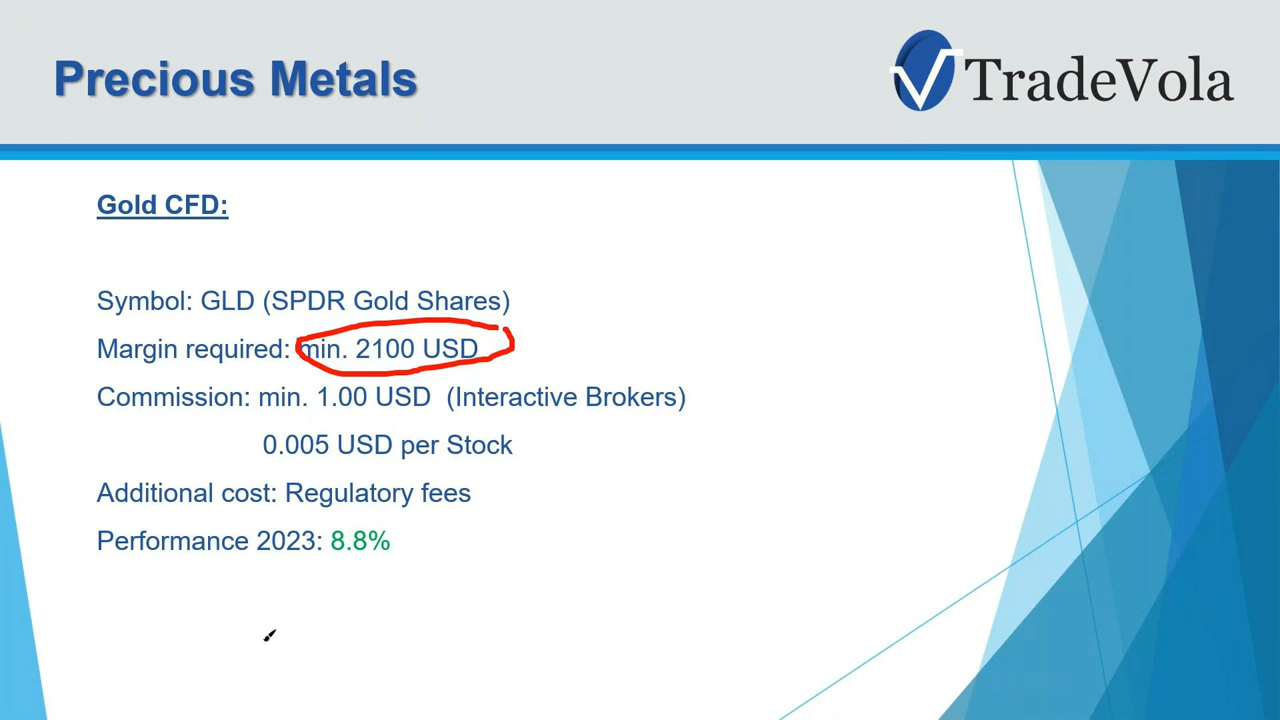 Precious Metals
TradeVola
Gold CFD:
Symbol: GLD (SPDR Gold Shares)
Margin required: min. 2100 USD
Commission: min. 1.00 USD (Interactive Brokers)
0.005 USD per Stock
Additional cost: Regulatory fees
Performance 2023: 8.8%